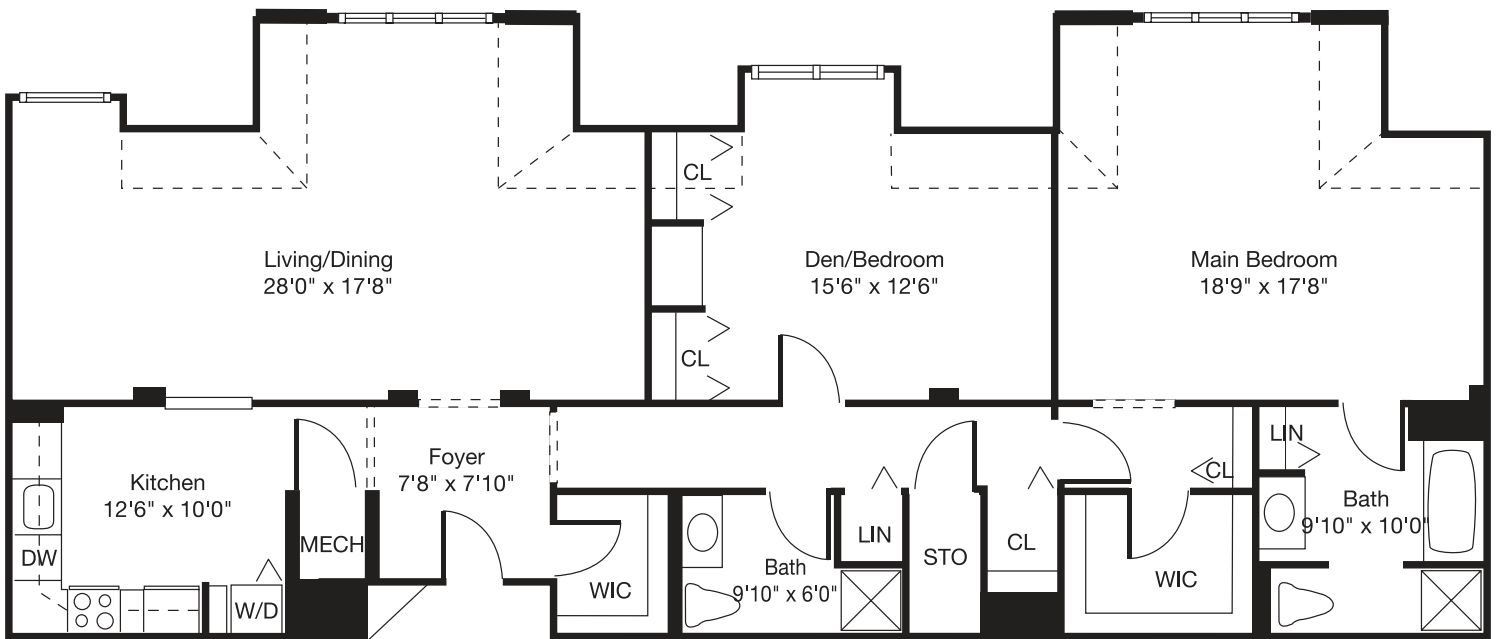 CL
Living/Dining
28'0" x 17'8"
Den/Bedroom
15'6" x 12'6"
Main Bedroom
18'9" x 17'8"
CL
LIN
Foyer
7'8" x 7'10"
CL
Kitchen
12'6" x 10'0"
Bath
9'10" x 10'0"
MECH
LIN
CL
DW
STO
Bath
9'10" x 6'0"
WIC
WIC
W/D